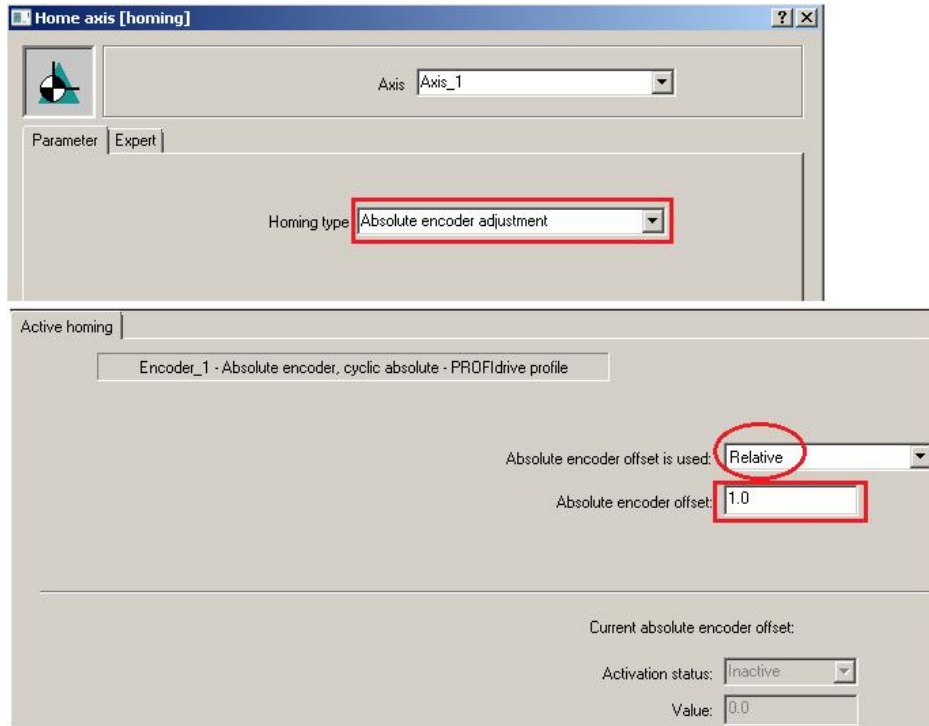 Home axis [homing]
Axis Axis_1
Parameter Expert
Homing type Absolute encoder adjustment
Active homing
Encoder_1 - Absolute encoder, cyclic absolute - PROFIdrive profile
Absolute encoder offset is used: Relative
Absolute encoder offset: 1.0
Current absolute encoder offset:
Activation status: Inactive
Value: 0.0